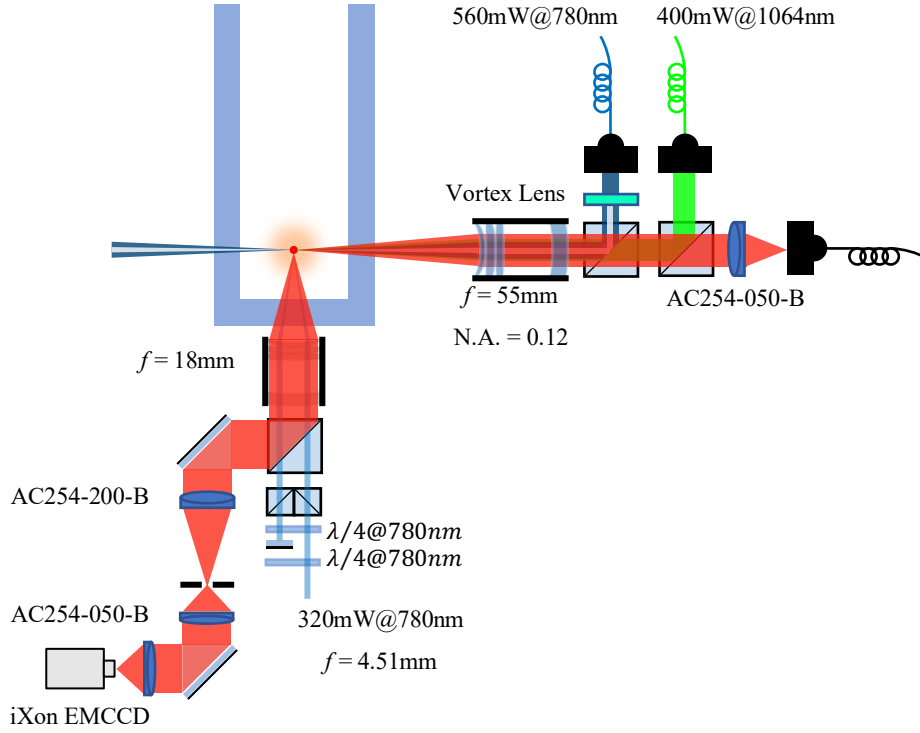 560mW@780nm
400mW@1064nm
Vortex Lens
f = 55mm
AC254-050-B
N.A. = 0.12
f = 18mm
AC254-200-B
λ/4@780nm
λ/4@780nm
AC254-050-B
320mW@780nm
f = 4.51mm
iXon EMCCD